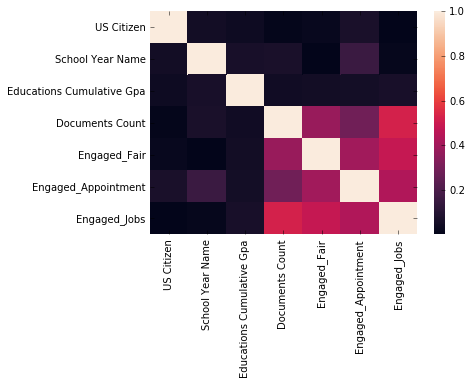 US Citizen
School Year Name
Educations Cumulative Gpa
Documents Count
Engaged_Fair
Engaged_Appointment
Engaged_Jobs
US Citizen
School Year Name
Educations Cumulative Gpa
Documents Count
Engaged_Fair
Engaged_Appointment
Engaged_Jobs
1.0
0.8
0.6
0.4
0.2